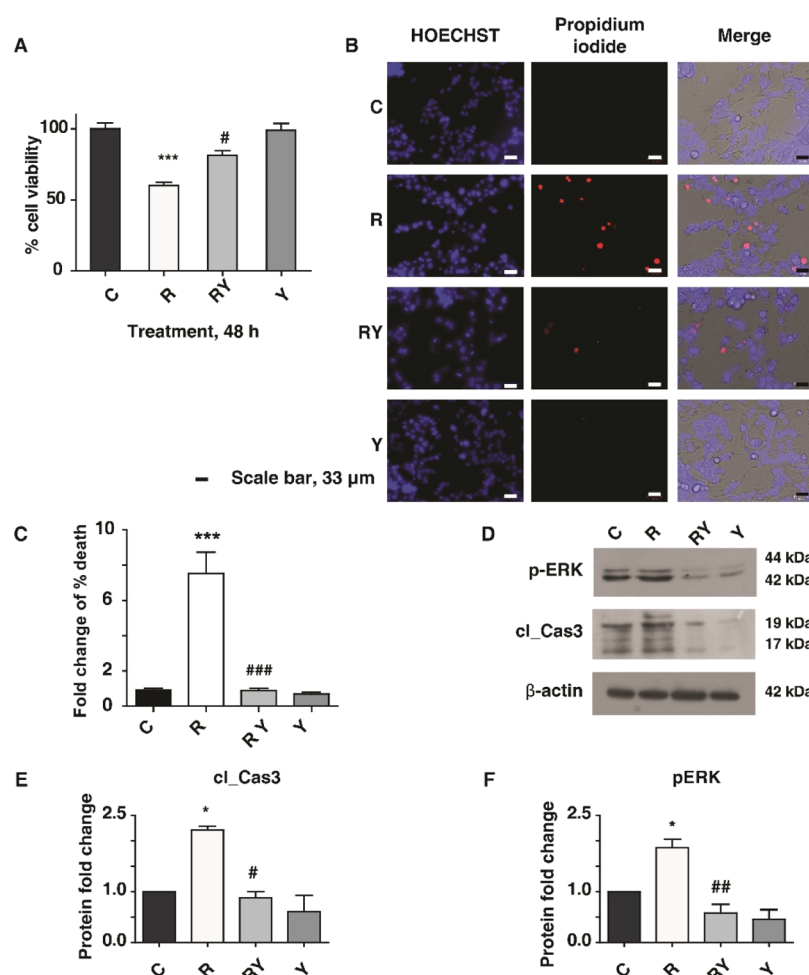 A
B
HOECHST
Propidium
iodide
Merge
% cell viability
100
50
0
***
#
C
R
RY
Y
Treatment, 48 h
C
R
RY
Y
Scale bar, 33 µm
C
Fold change of % death
10
6
2
0
***
###
C
R
R Y
Y
D
C
R
RY
Y
p-ERK
44 kDa
42 kDa
cl_Cas3
19 kDa
17 kDa
β-actin
42 kDa
E
cl_Cas3
Protein fold change
2.5
1.0
0.0
*
#
C
R
RY
Y
F
pERK
Protein fold change
2.5
1.0
0.0
*
##
C
R
RY
Y